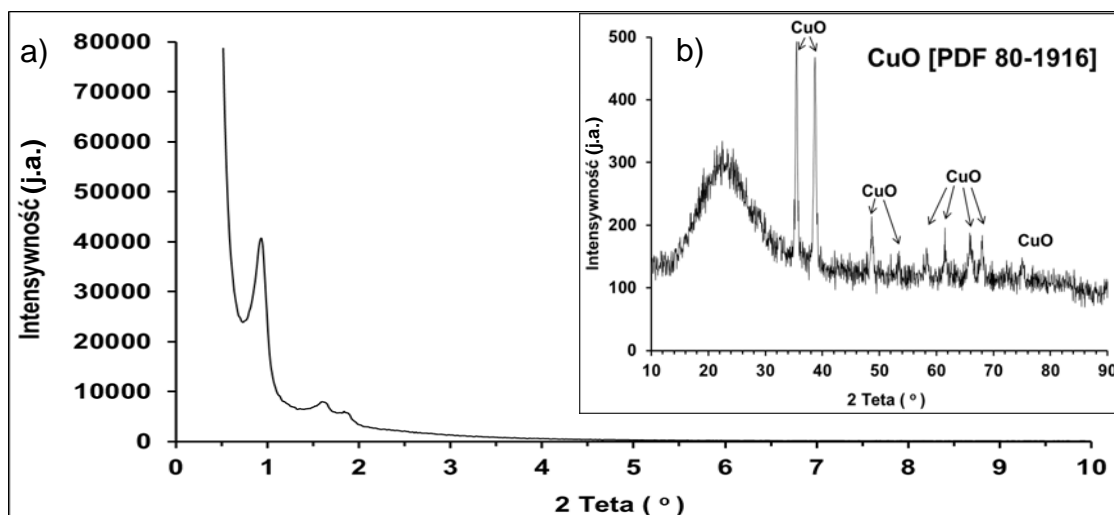 a)
80000
70000
60000
50000
40000
30000
20000
10000
0
Intensywność (j.a.)
0 1 2 3 4 5 6 7 8 9 10
2 Teta ( º )
b)
CuO [PDF 80-1916]
500
400
300
200
100
0
Intensywność (j.a.)
CuO
CuO
CuO
CuO
10 20 30 40 50 60 70 80 90
2 Teta ( º )